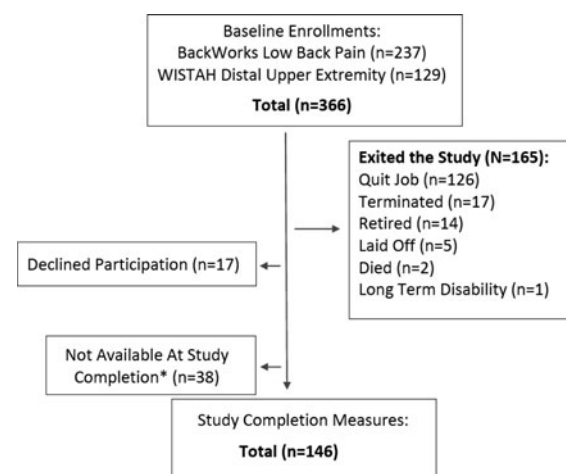 Baseline Enrollments:
BackWorks Low Back Pain (n=237)
WISTAH Distal Upper Extremity (n=129)
Total (n=366)
Exited the Study (N=165):
Quit Job (n=126)
Terminated (n=17)
Retired (n=14)
Laid Off (n=5)
Died (n=2)
Long Term Disability (n=1)
Declined Participation (n=17)
Not Available At Study
Completion* (n=38)
Study Completion Measures:
Total (n=146)